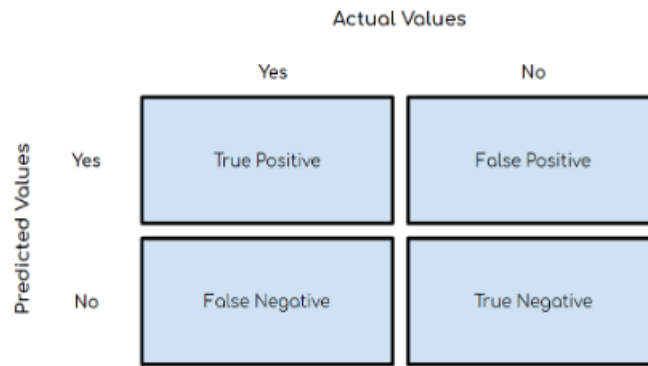 Actual Values
Yes No
Predicted Values
Yes True Positive False Positive
No False Negative True Negative